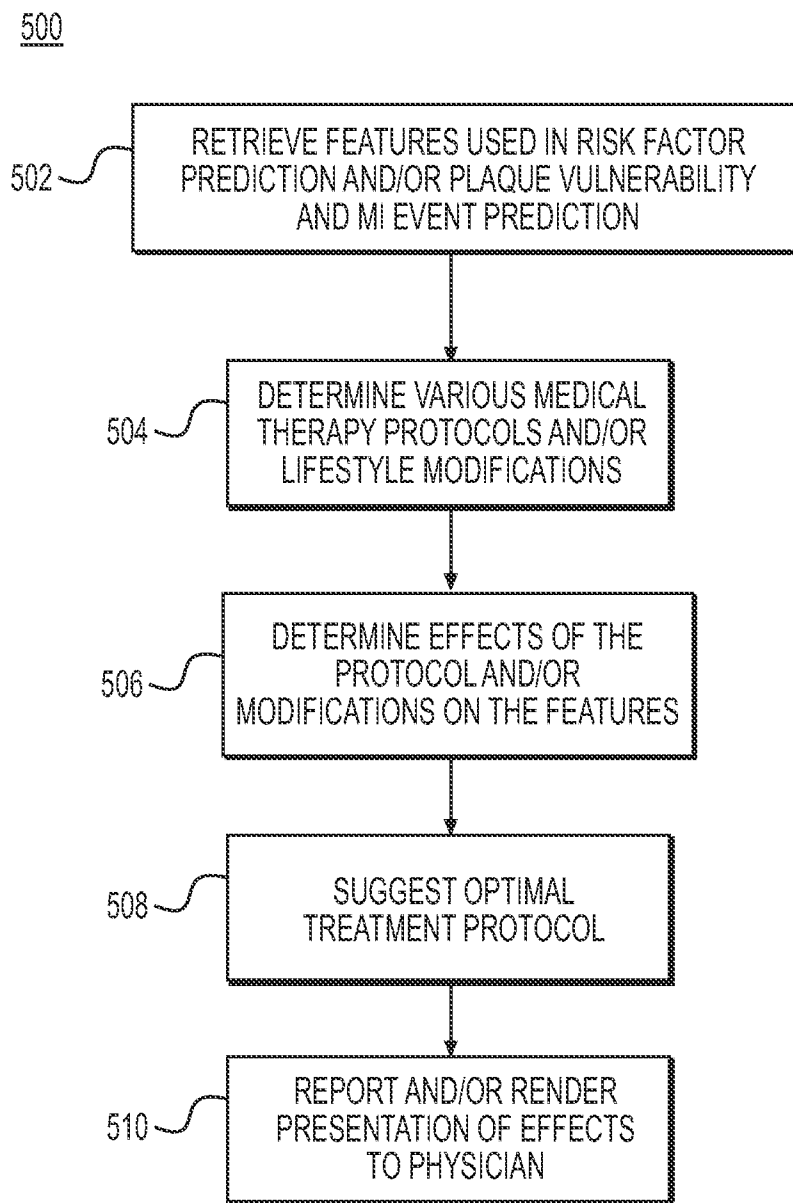 500
502
RETRIEVE FEATURES USED IN RISK FACTOR
PREDICTION AND/OR PLAQUE VULNERABILITY
AND MI EVENT PREDICTION
504
DETERMINE VARIOUS MEDICAL
THERAPY PROTOCOLS AND/OR
LIFESTYLE MODIFICATIONS
506
DETERMINE EFFECTS OF THE
PROTOCOL AND/OR
MODIFICATIONS ON THE FEATURES
508
SUGGEST OPTIMAL
TREATMENT PROTOCOL
510
REPORT AND/OR RENDER
PRESENTATION OF EFFECTS
TO PHYSICIAN